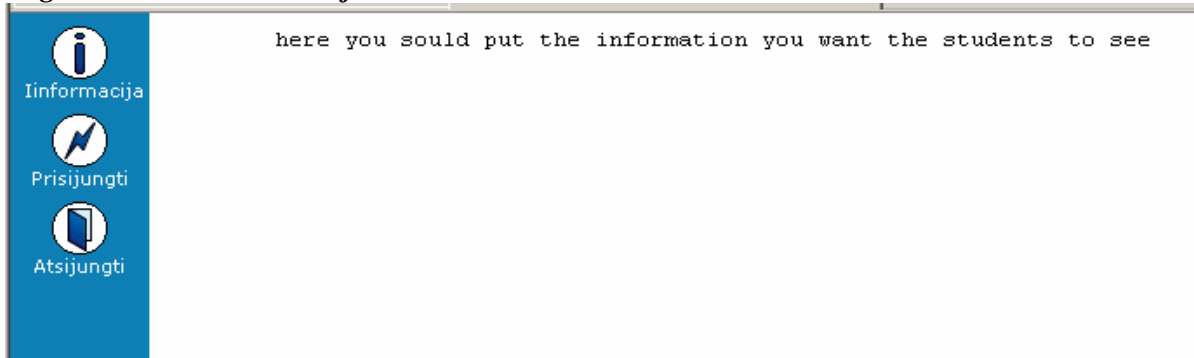 here you sould put the information you want the students to see
Iinformacija
Prisijungti
Atsijungti